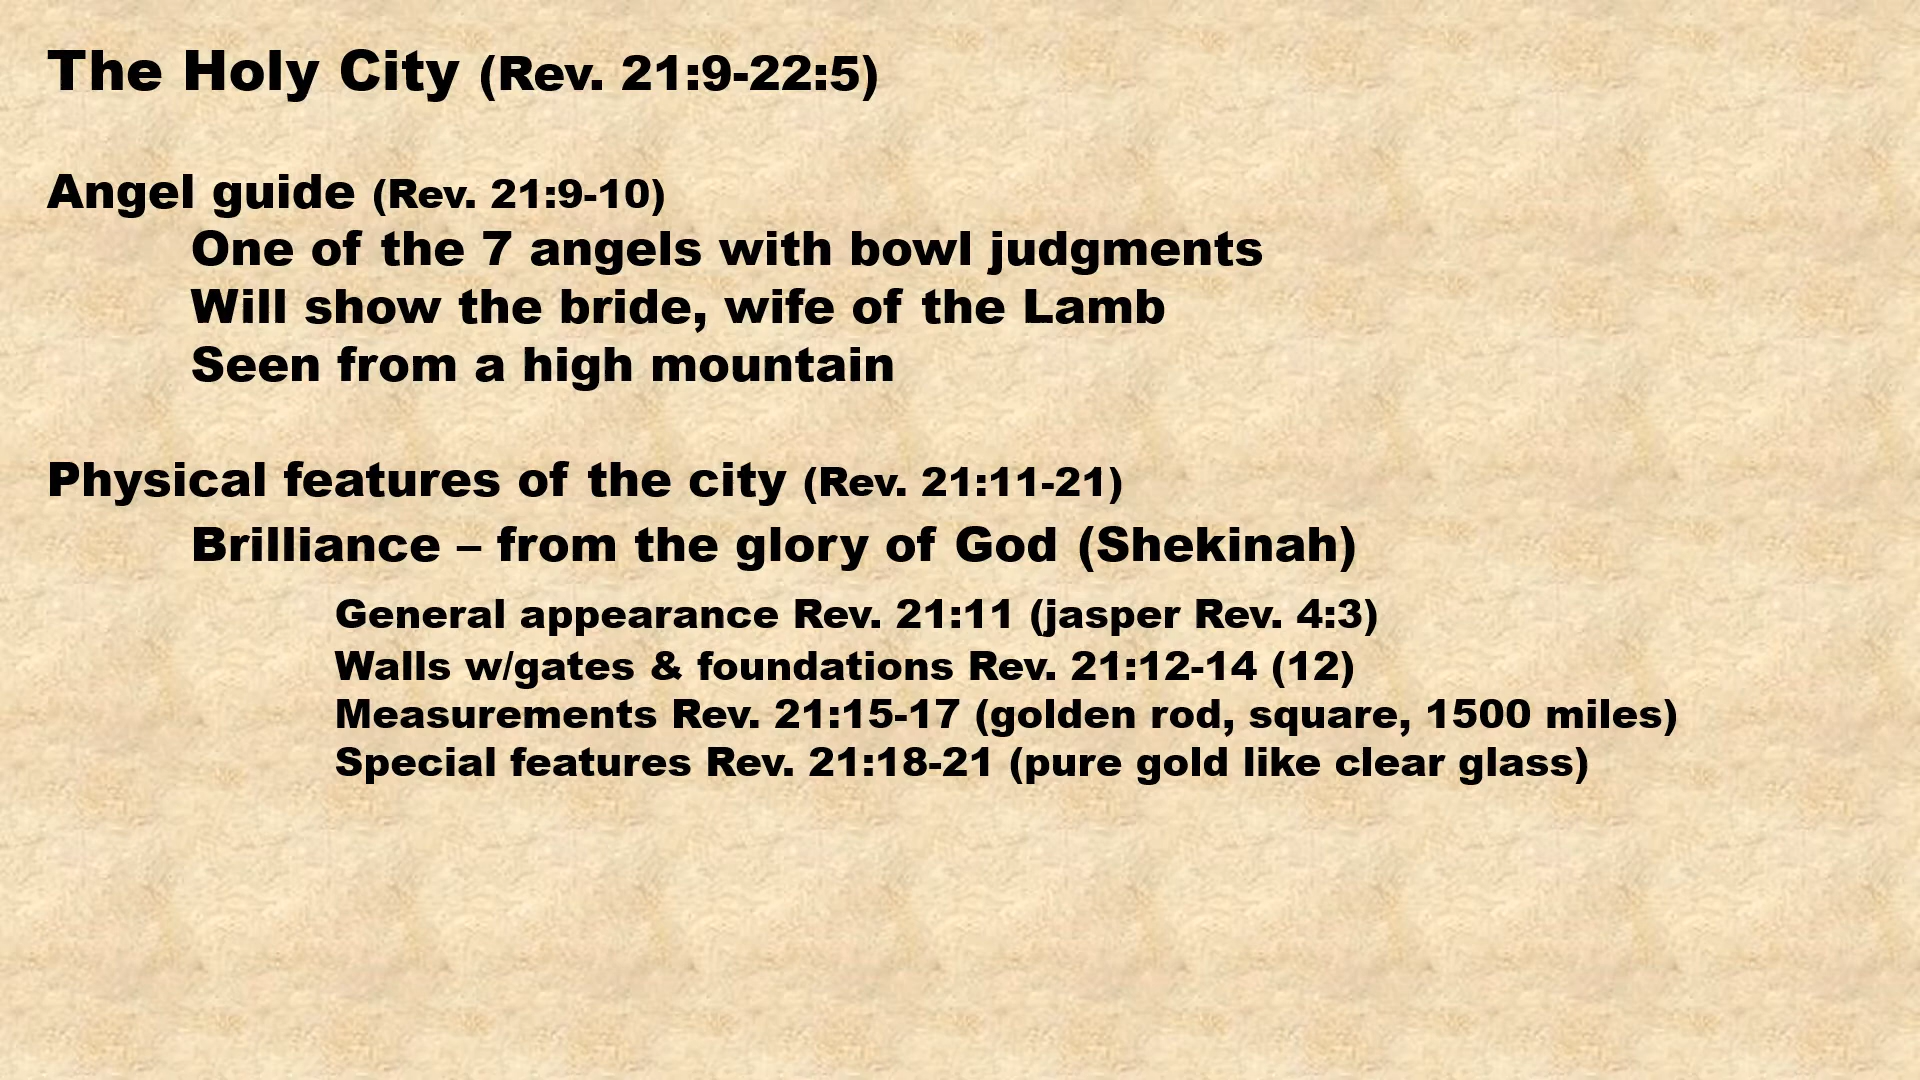 The Holy City (Rev. 21:9-22:5)
Angel guide (Rev. 21:9-10)
One of the 7 angels with bowl judgments
Will show the bride, wife of the Lamb
Seen from a high mountain
Physical features of the city (Rev. 21:11-21)
Brilliance – from the glory of God (Shekinah)
General appearance Rev. 21:11 (jasper Rev. 4:3)
Walls w/gates & foundations Rev. 21:12-14 (12)
Measurements Rev. 21:15-17 (golden rod, square, 1500 miles)
Special features Rev. 21:18-21 (pure gold like clear glass)